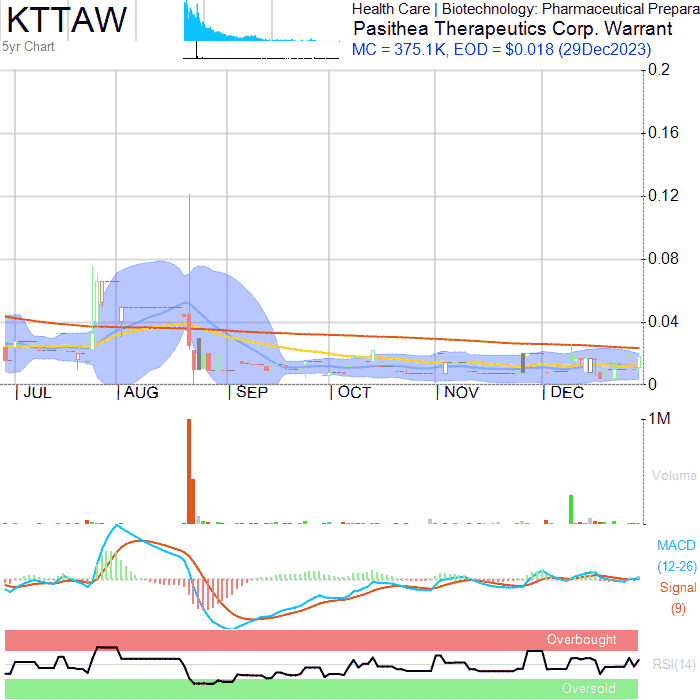 KTTAW
5yr Chart
Health Care | Biotechnology: Pharmaceutical Prepara
Pasithea Therapeutics Corp. Warrant
MC = 375.1K, EOD = $0.018 (29Dec2023)
0.2
0.16
0.12
0.08
0.04
0
JUL AUG SEP OCT NOV DEC
1M
Volume
MACD
(12-26)
Signal
(9)
Overbought
RSI(14)
Oversold